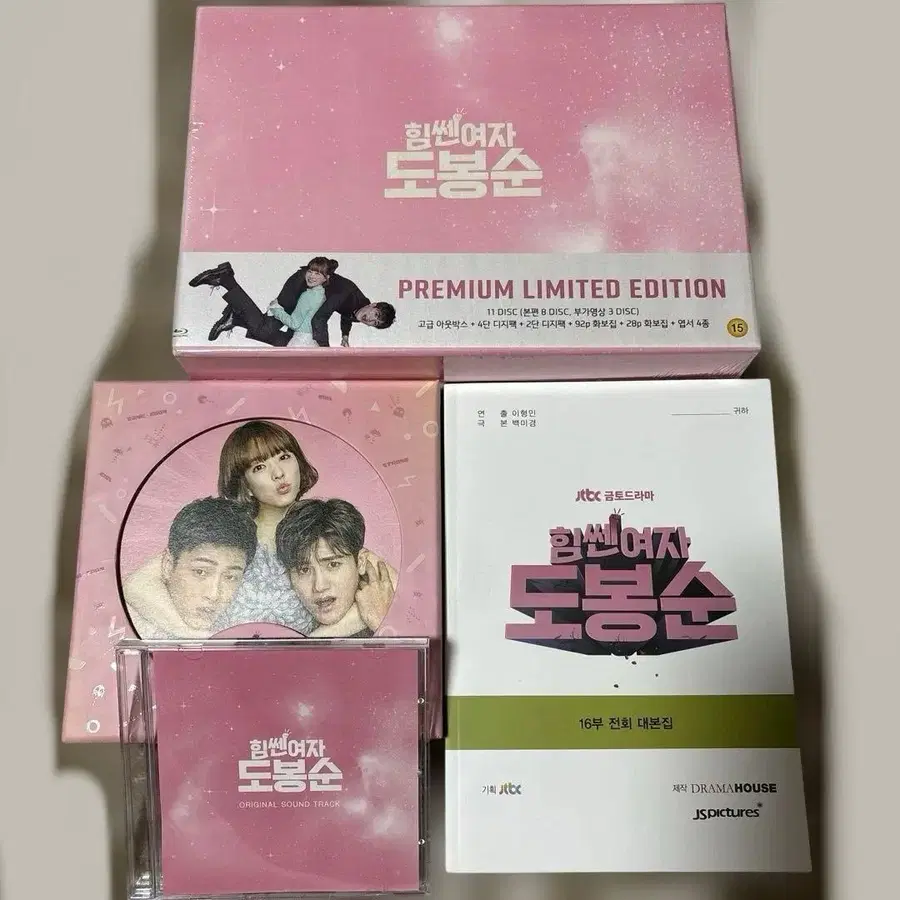 힘쎈여자
도봉순
PREMIUM LIMITED EDITION
11 DISC (본편 8 DISC, 부가영상 3 DISC)
고급 아웃박스 + 4단 디지팩 + 2단 디지팩 + 92p 화보집 + 28p 화보집 + 엽서 4종
15
연 출 이형민
극 본 백미경
귀하
jtbc 금토드라마
힘쎈여자
도봉순
16부 전회 대본집
기획 jtbc
제작 DRAMAHOUSE
JSpictures
힘쎈여자
도봉순
ORIGINAL SOUND TRACK